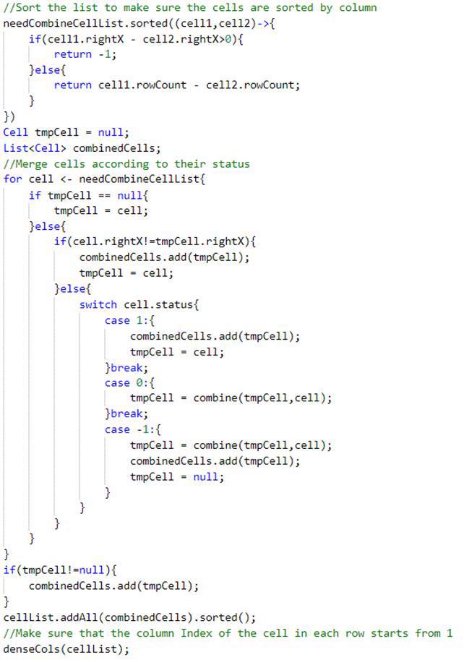 //Sort the list to make sure the cells are sorted by column
needCombineCellList.sorted((cell1,cell2)->{
if(cell1.rightX - cell2.rightX>0){
return -1;
}else{
return cell1.rowCount - cell2.rowCount;
}
})
Cell tmpCell = null;
List<Cell> combinedCells;
//Merge cells according to their status
for cell <- needCombineCellList{
if tmpCell == null{
tmpCell = cell;
}else{
if(cell.rightX!=tmpCell.rightX){
combinedCells.add(tmpCell);
tmpCell = cell;
}else{
switch cell.status{
case 1:{
combinedCells.add(tmpCell);
tmpCell = cell;
}break;
case 0:{
tmpCell = combine(tmpCell,cell);
}break;
case -1:{
tmpCell = combine(tmpCell,cell);
combinedCells.add(tmpCell);
tmpCell = null;
}
}
}
}
}
if(tmpCell!=null){
combinedCells.add(tmpCell);
}
cellList.addAll(combinedCells).sorted();
//Make sure that the column Index of the cell in each row starts from 1
denseCols(cellList);